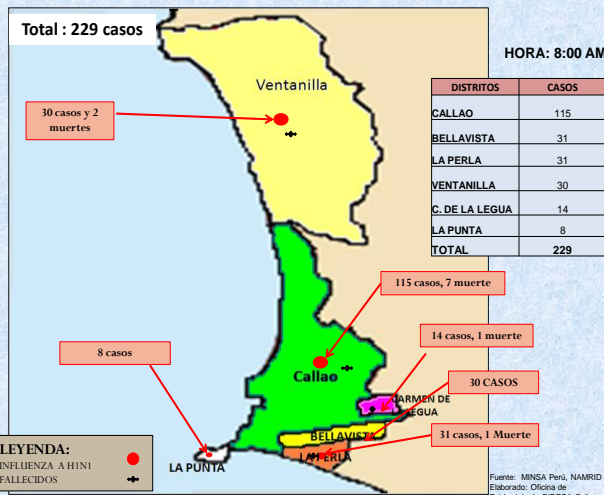 Total : 229 casos
HORA: 8:00 AM
Ventanilla
30 casos y 2
muertes
DISTRITOS CASOS
CALLAO 115
BELLAVISTA 31
LA PERLA 31
VENTANILLA 30
C. DE LA LEGUA 14
LA PUNTA 8
TOTAL 229
115 casos, 7 muerte
14 casos, 1 muerte
8 casos
Callao
CARMEN DE
LEGUA
30 CASOS
BELLAVISTA
31 casos, 1 Muerte
LA PERLA
LA PUNTA
LEYENDA:
INFLUENZA A H1N1
FALLECIDOS
Fuente: MINSA Perú, NAMRID
Elaborado: Oficina de